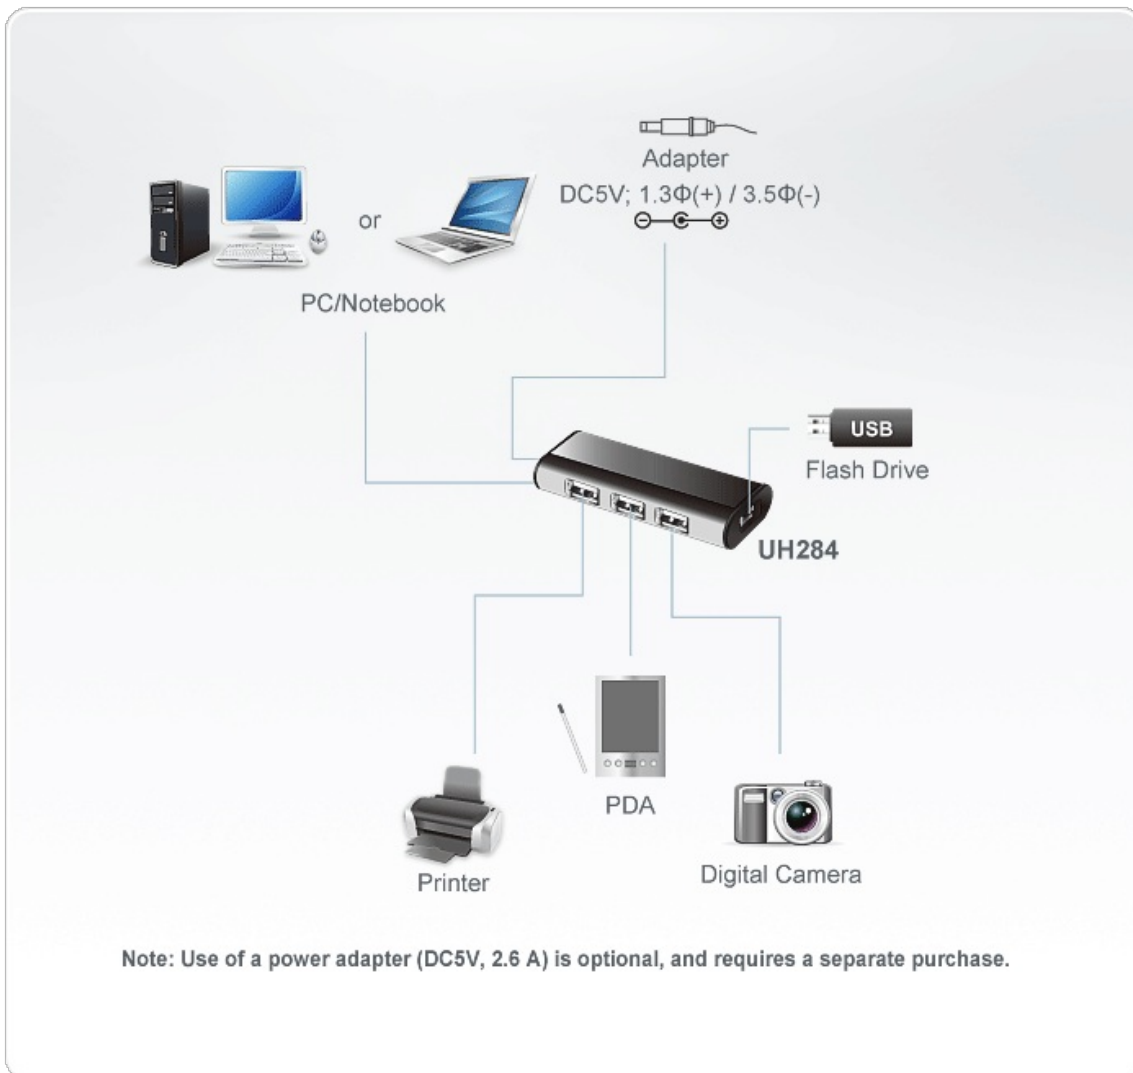 Adapter
DC5V; 1.3Φ(+) / 3.5Φ(-)
or
PC/Notebook
USB
Flash Drive
UH284
PDA
Printer
Digital Camera
Note: Use of a power adapter (DC5V, 2.6 A) is optional, and requires a separate purchase.